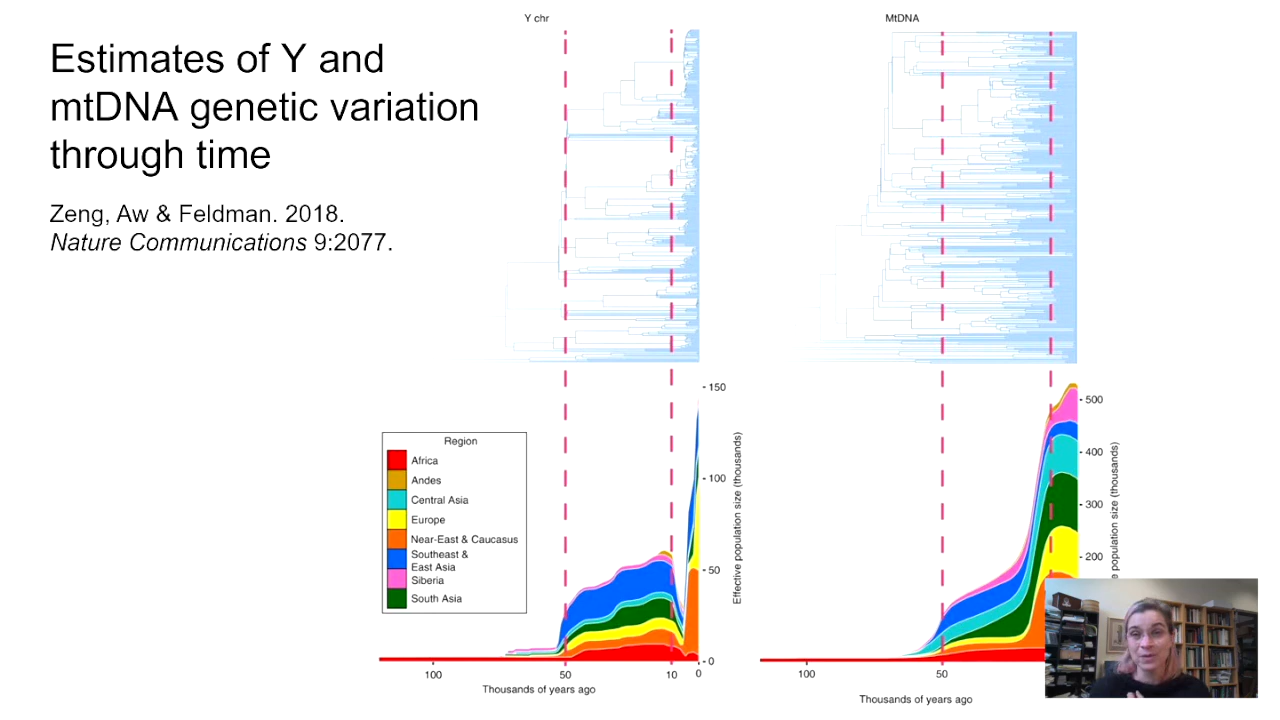 Estimates of Y and
mtDNA genetic variation
through time
Zeng, Aw & Feldman. 2018.
Nature Communications 9:2077.
Y chr
MtDNA
Region
Africa
Andes
Central Asia
Europe
Near-East & Caucasus
Southeast &
East Asia
Siberia
South Asia
150
100
50
0
Effective population size (thousands)
100
50
10
0
Thousands of years ago
500
400
300
200
population size (thousands)
100
50
Thousands of years ago